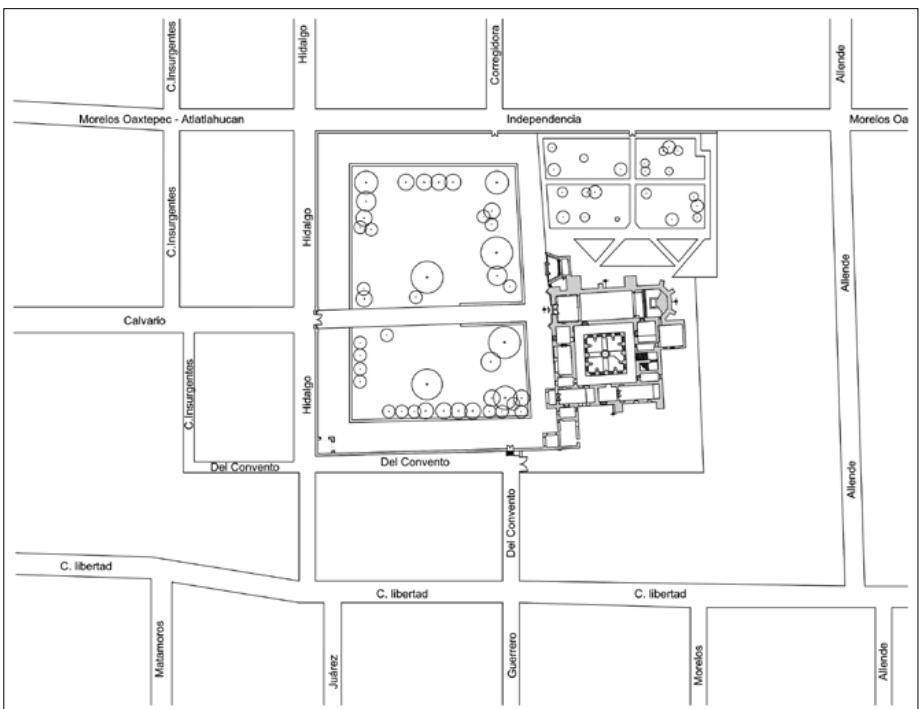 C.Insurgentes
Hidalgo
Corregidora
Allende
Morelos Oaxtepec - Atlatlahucan
Independencia
Morelos Oa
C.Insurgentes
Hidalgo
Allende
Calvario
C.Insurgentes
Hidalgo
Del Convento
Del Convento
Allende
Del Convento
C. libertad
C. libertad
C. libertad
Matamoros
Juárez
Guerrero
Morelos
Allende